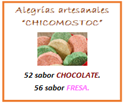 Alegrías artesanales
"CHICOMOSTOC"
52 sabor CHOCOLATE.
56 sabor FRESA.